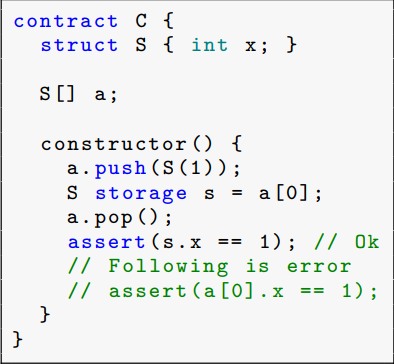 contract C {
struct S { int x; }
S[] a;
constructor() {
a.push(S(1));
S storage s = a[0];
a.pop();
assert(s.x == 1); // Ok
// Following is error
// assert(a[0].x == 1);
}
}